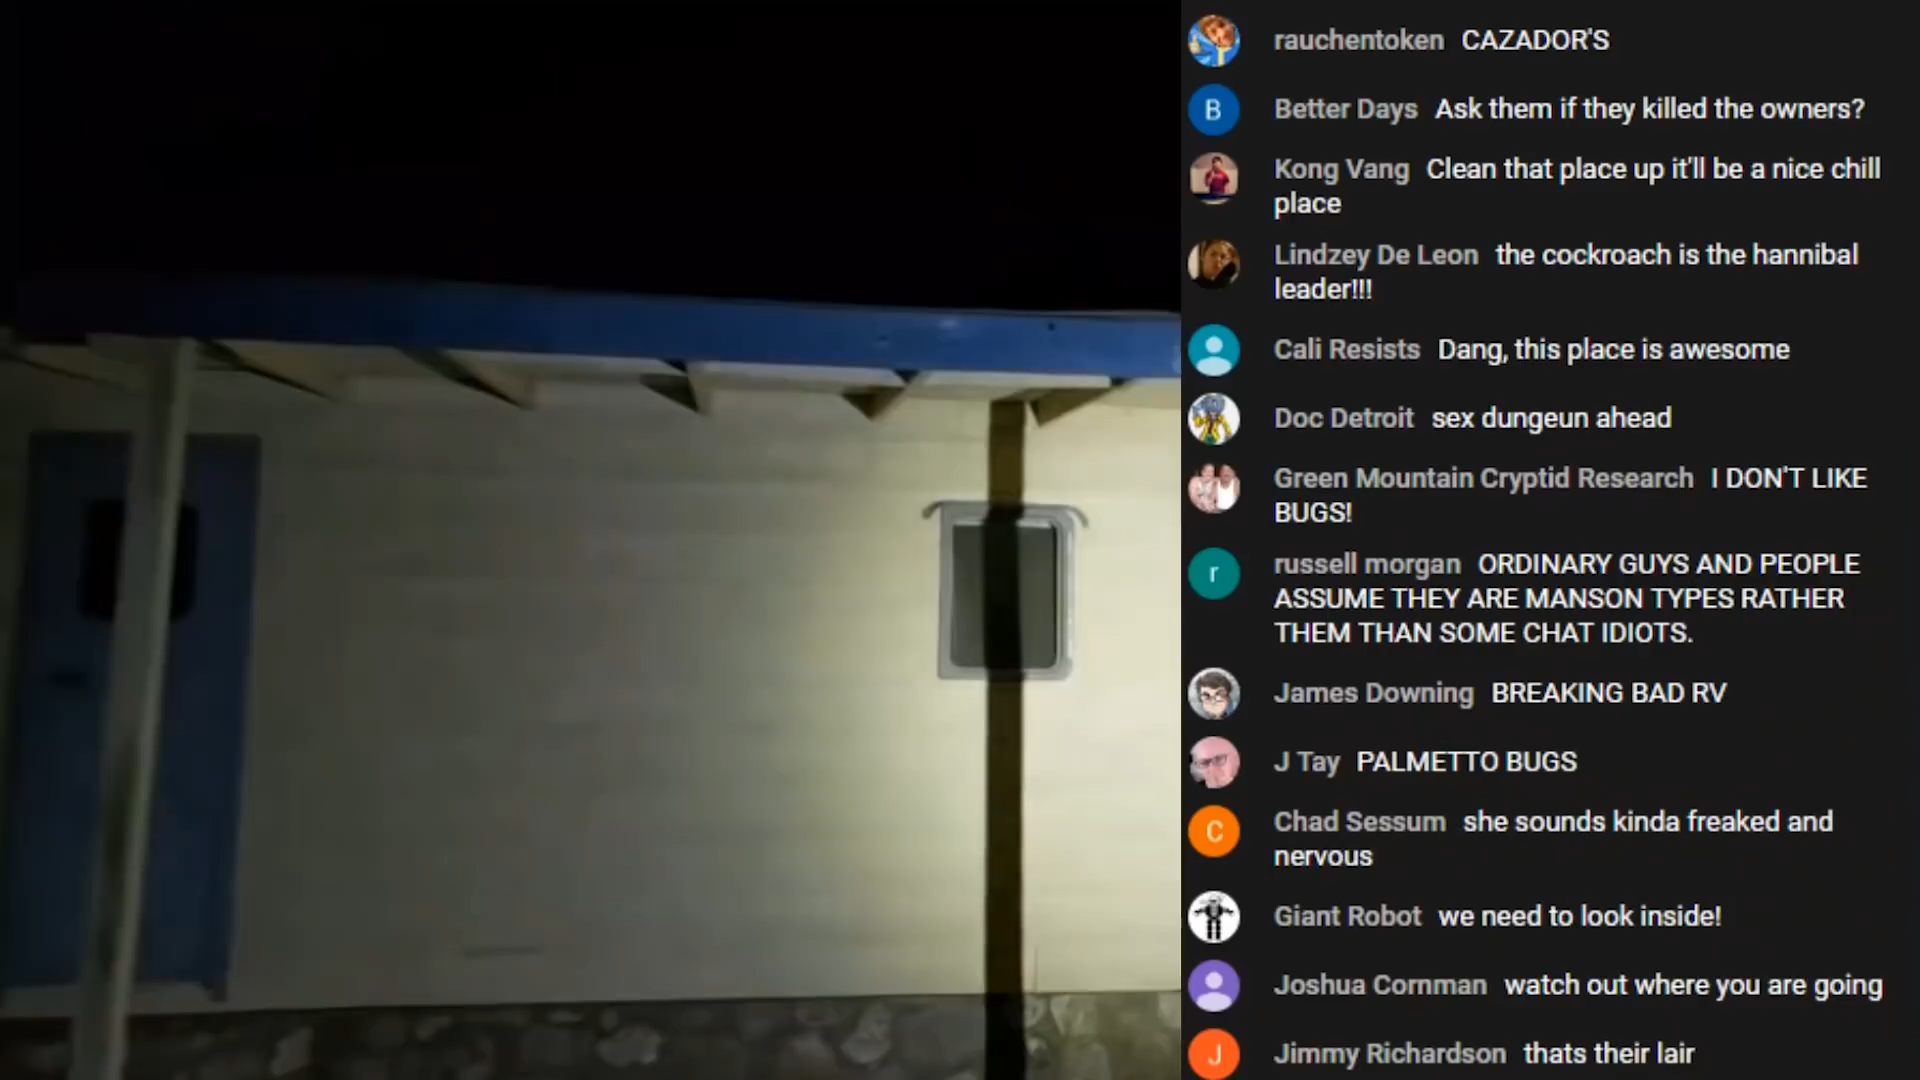 rauchentoken CAZADOR'S
B Better Days Ask them if they killed the owners?
Kong Vang Clean that place up it'll be a nice chill
place
Lindzey De Leon the cockroach is the hannibal
leader!!!
Cali Resists Dang, this place is awesome
Doc Detroit sex dungeun ahead
Green Mountain Cryptid Research I DON'T LIKE
BUGS!
r russell morgan ORDINARY GUYS AND PEOPLE
ASSUME THEY ARE MANSON TYPES RATHER
THEM THAN SOME CHAT IDIOTS.
James Downing BREAKING BAD RV
J Tay PALMETTO BUGS
C Chad Sessum she sounds kinda freaked and
nervous
Giant Robot we need to look inside!
Joshua Cornman watch out where you are going
J Jimmy Richardson thats their lair